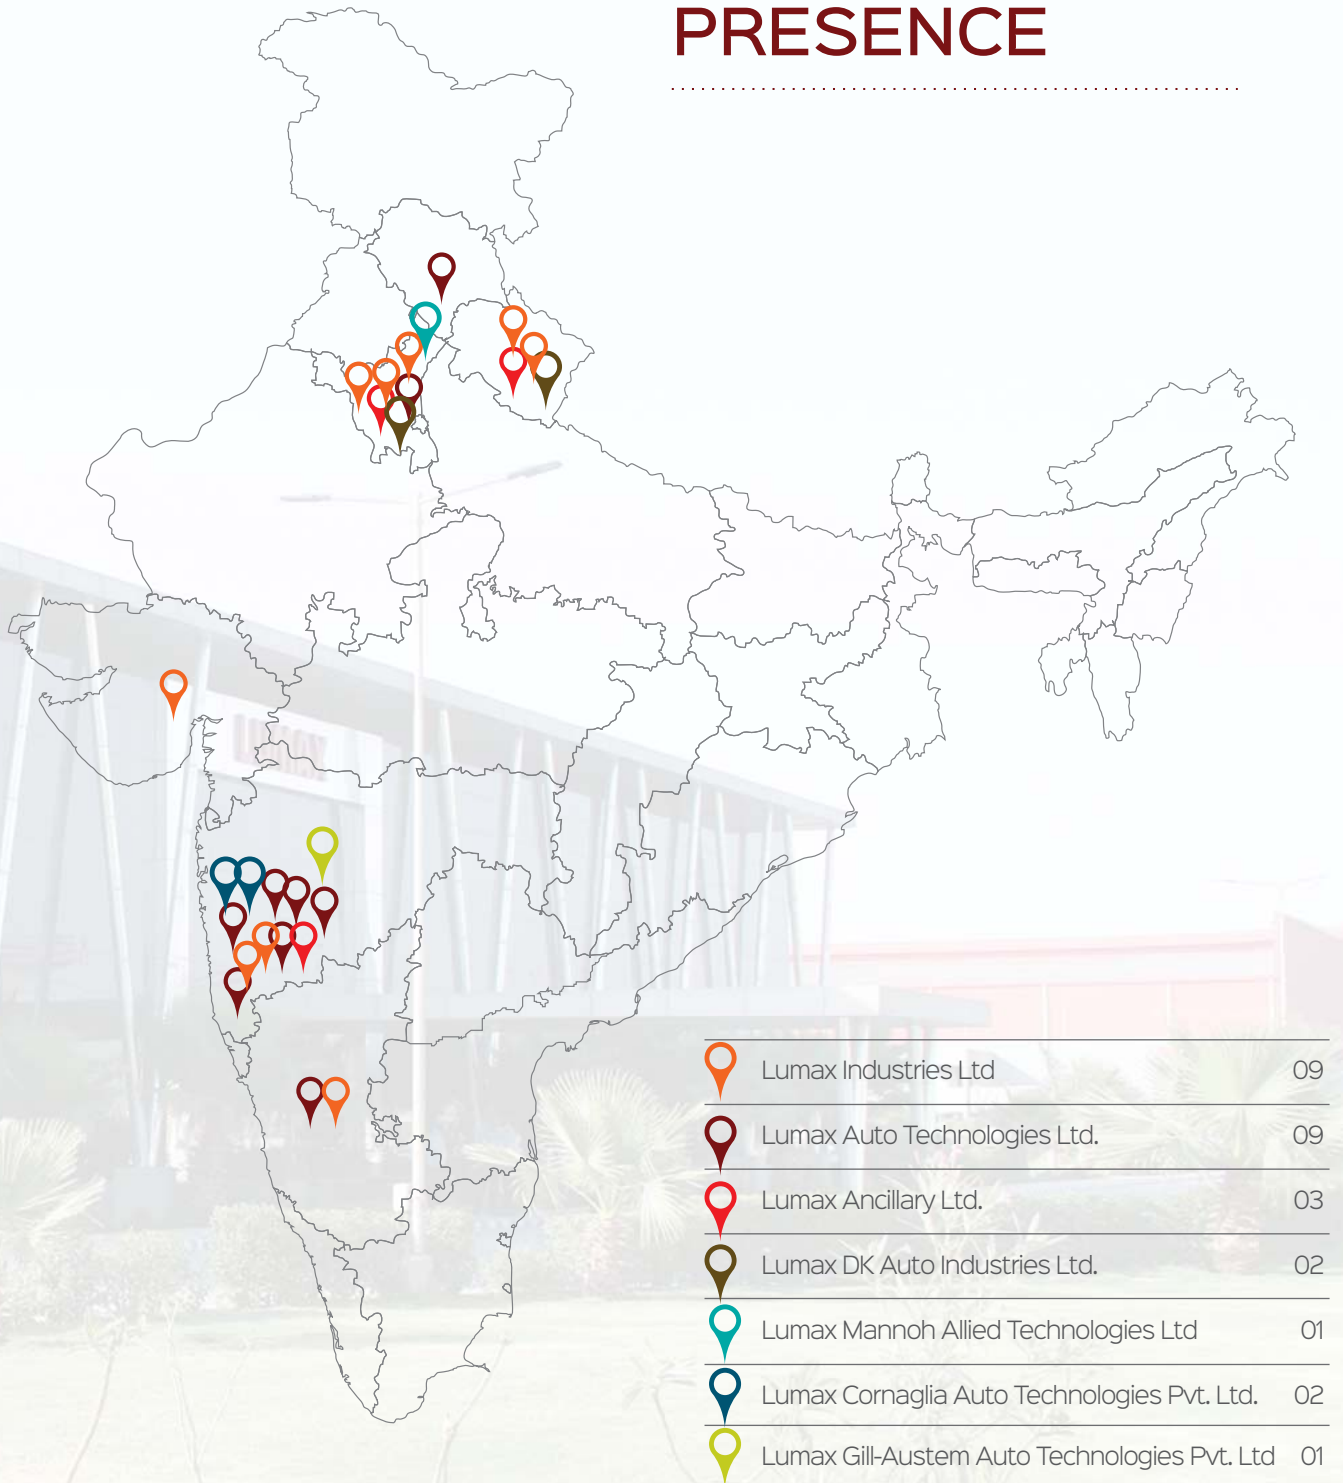 PRESENCE
LUMAX
Lumax Industries Ltd 09
Lumax Auto Technologies Ltd. 09
Lumax Ancillary Ltd. 03
Lumax DK Auto Industries Ltd. 02
Lumax Mannoh Allied Technologies Ltd 01
Lumax Cornaglia Auto Technologies Pvt. Ltd. 02
Lumax Gill-Austem Auto Technologies Pvt. Ltd 01